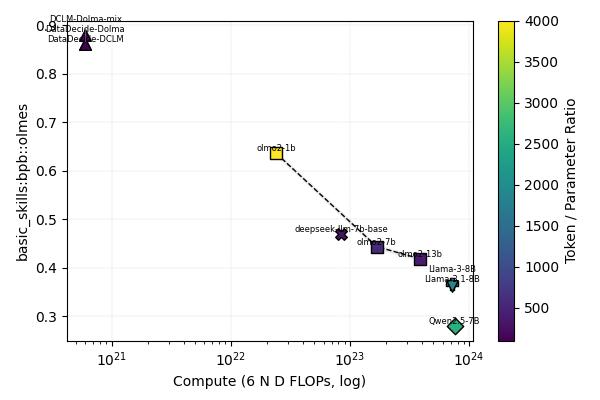 DCLM-Dolma-mix
DataDecide-Dolma
DataDecide-DCLM
0.9
0.8
0.7
0.6
0.5
0.4
0.3
basic_skills:bpb::olmes
olmo2-1b
deepseek-llm-7b-base
olmo2-7b
olmo2-13b
Llama-3-8B
Llama-3.1-8B
Qwen2.5-7B
10^21
10^22
10^23
10^24
Compute (6 N D FLOPs, log)
4000
3500
3000
2500
2000
1500
1000
500
Token / Parameter Ratio